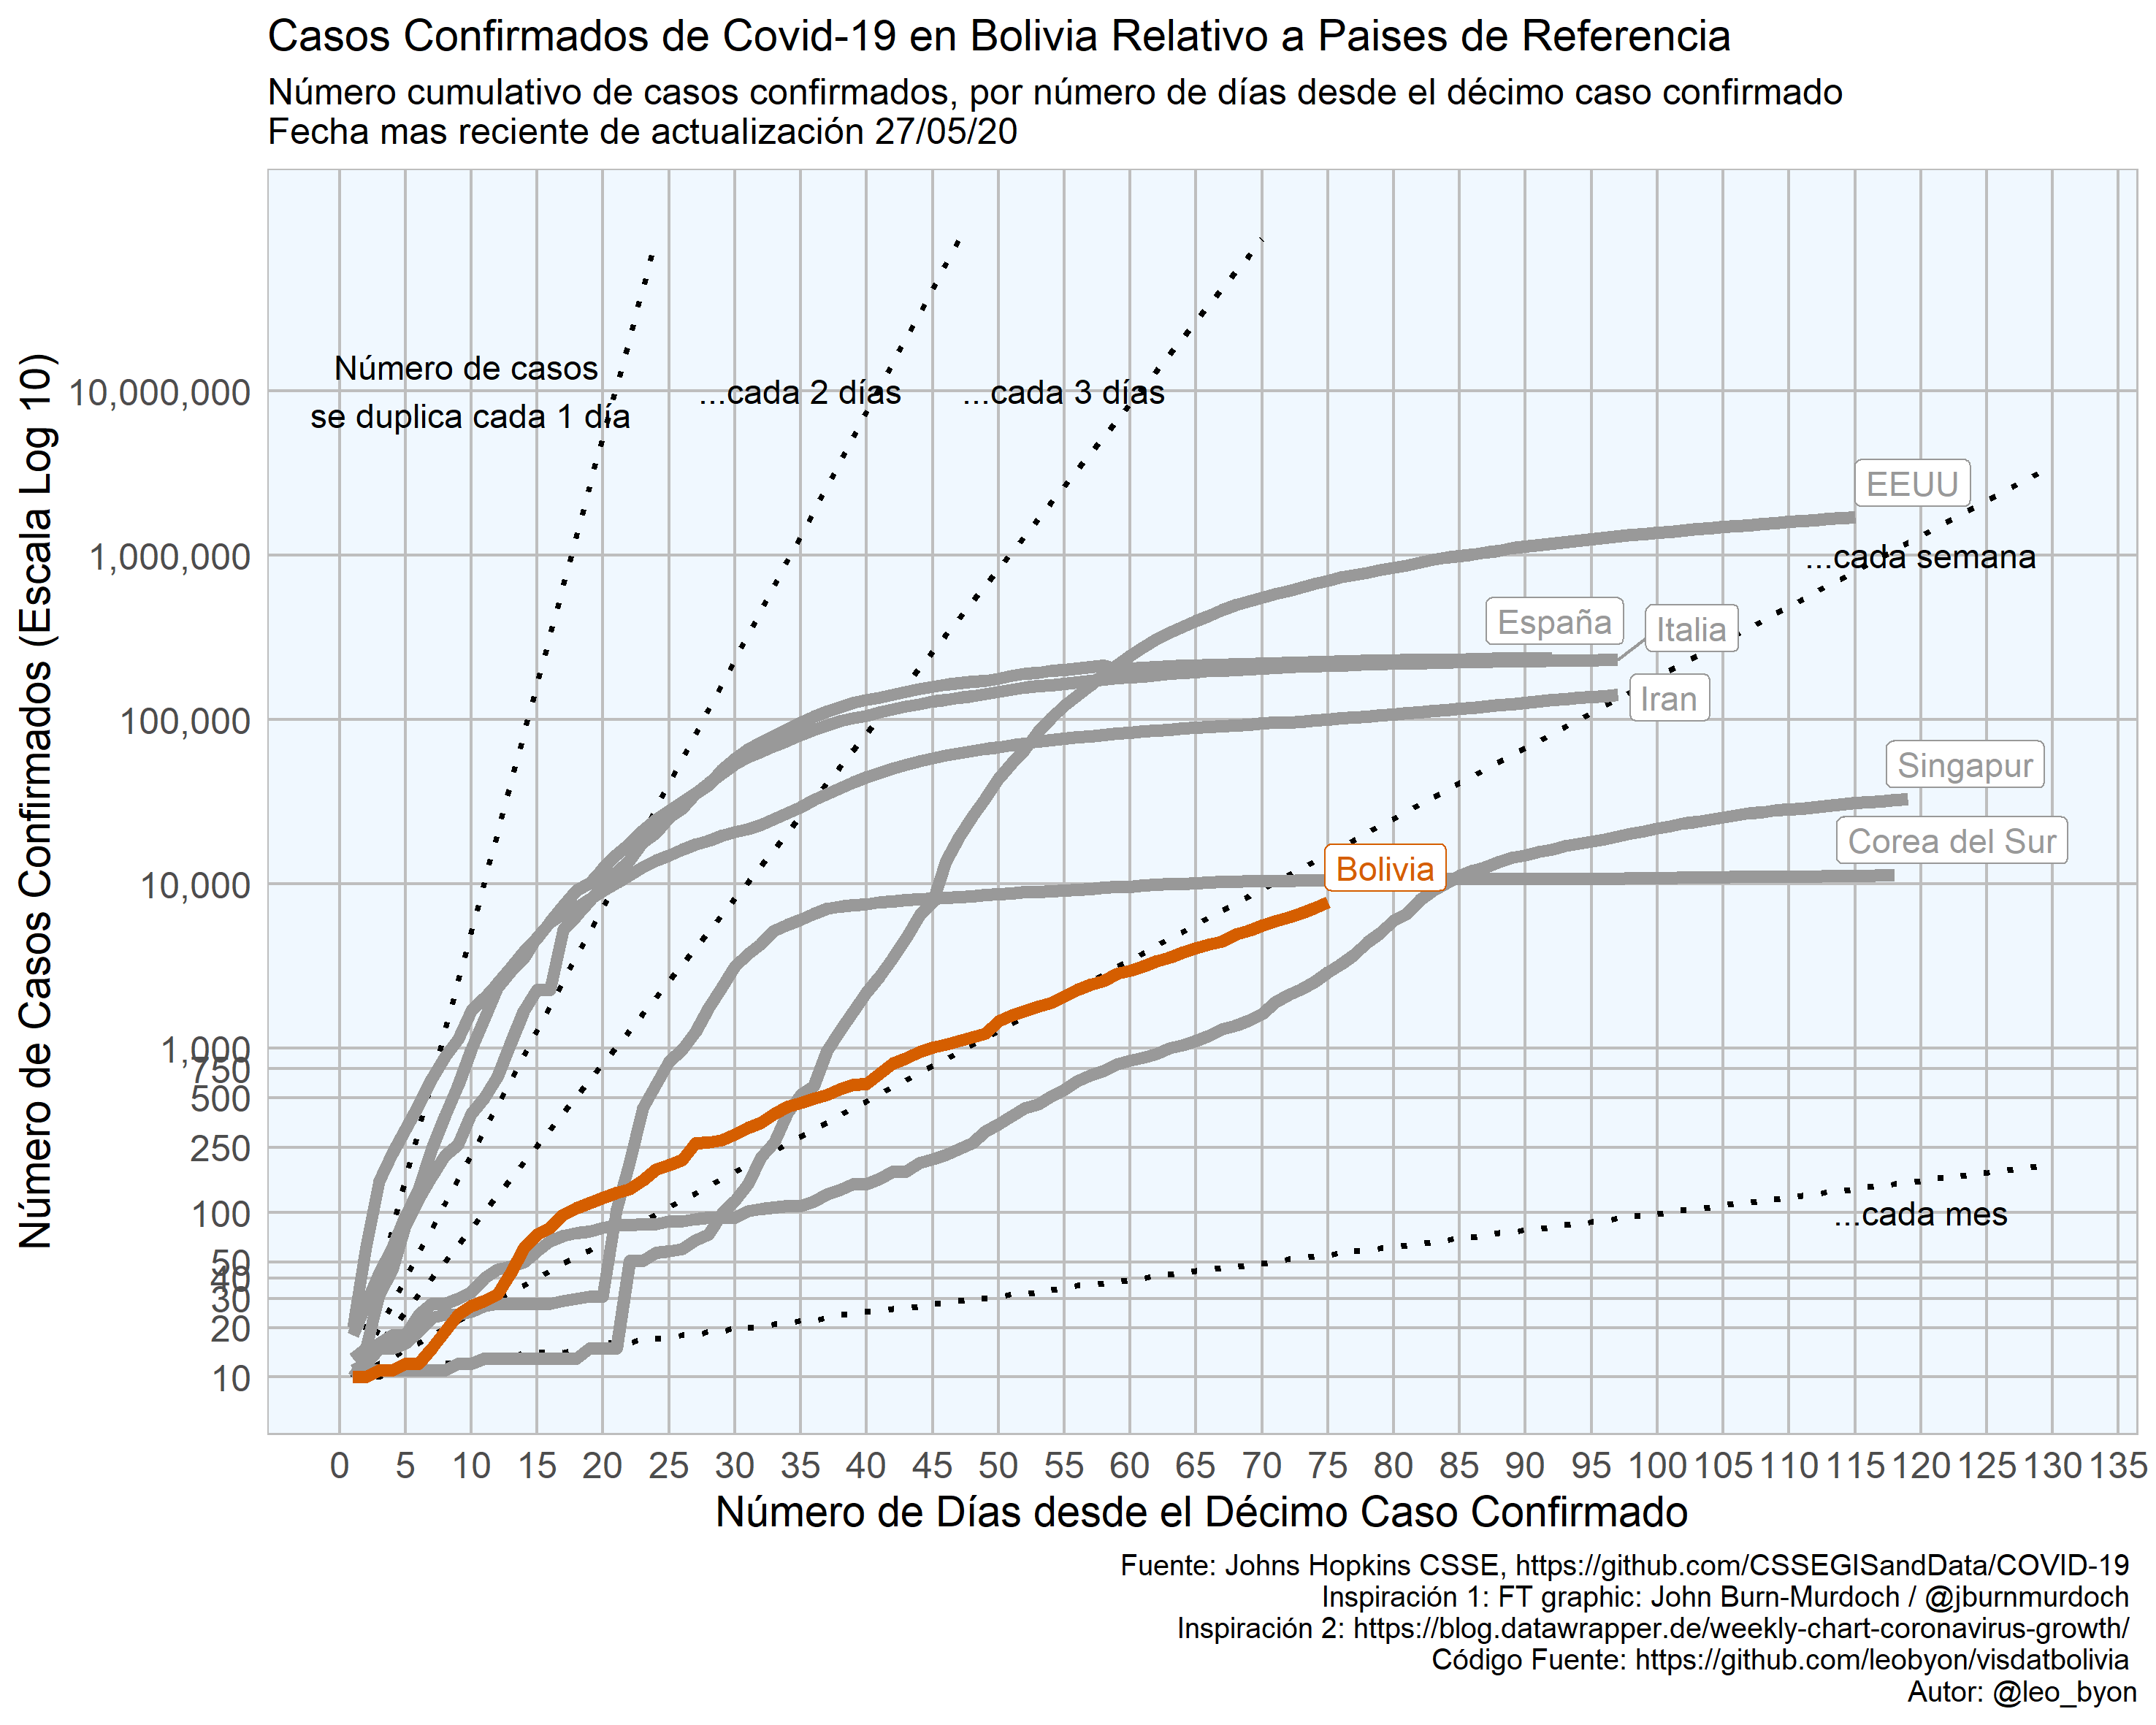 Casos Confirmados de Covid-19 en Bolivia Relativo a Paises de Referencia
Número cumulativo de casos confirmados, por número de días desde el décimo caso confirmado
Fecha mas reciente de actualización 27/05/20
Número de Casos Confirmados (Escala Log 10)
10,000,000
1,000,000
100,000
10,000
1,000
,750
500
250
100
50
40
30
20
10
Número de casos
se duplica cada 1 día
...cada 2 días
...cada 3 días
EEUU
...cada semana
España
Italia
Iran
Singapur
Corea del Sur
Bolivia
...cada mes
0 5 10 15 20 25 30 35 40 45 50 55 60 65 70 75 80 85 90 95 100 105 110 115 120 125 130 135
Número de Días desde el Décimo Caso Confirmado
Fuente: Johns Hopkins CSSE, https://github.com/CSSEGISandData/COVID-19
Inspiración 1: FT graphic: John Burn-Murdoch / @jburnmurdoch
Inspiración 2: https://blog.datawrapper.de/weekly-chart-coronavirus-growth/
Código Fuente: https://github.com/leobyon/visdatbolivia
Autor: @leo_byon